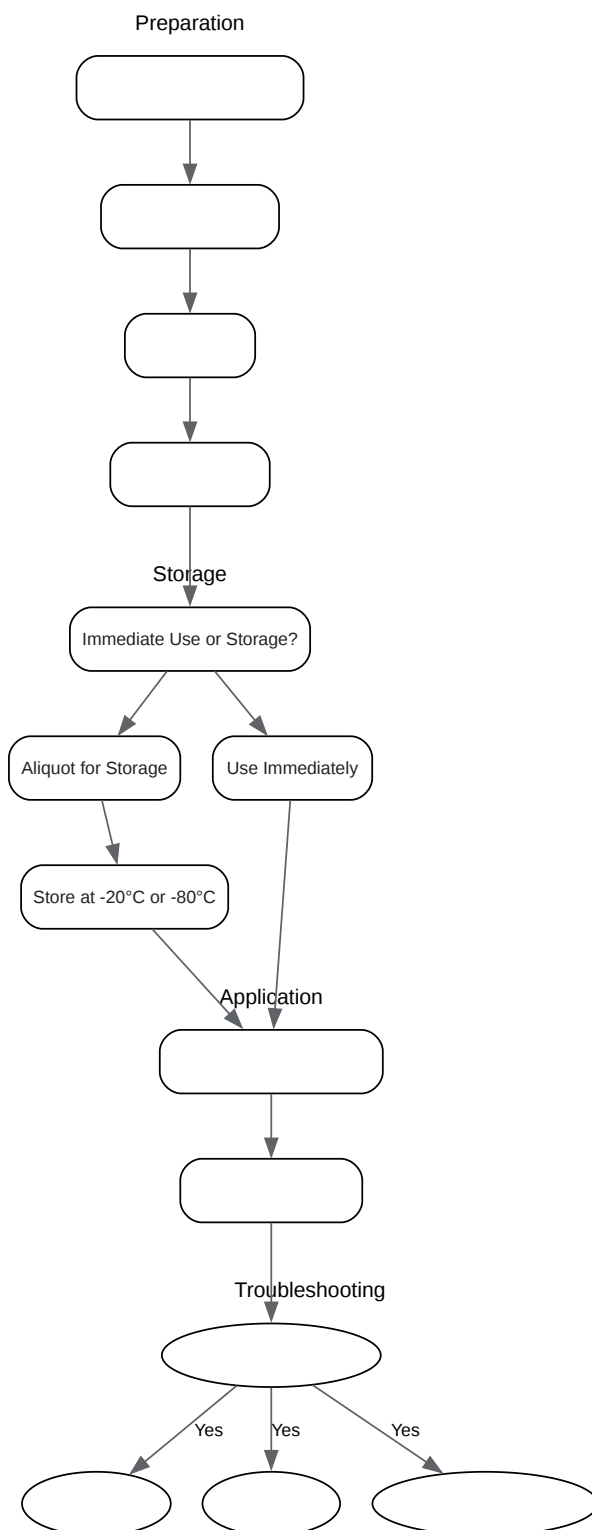 Preparation
Storage
Immediate Use or Storage?
Aliquot for Storage
Use Immediately
Store at -20°C or -80°C
Application
Troubleshooting
Yes
Yes
Yes